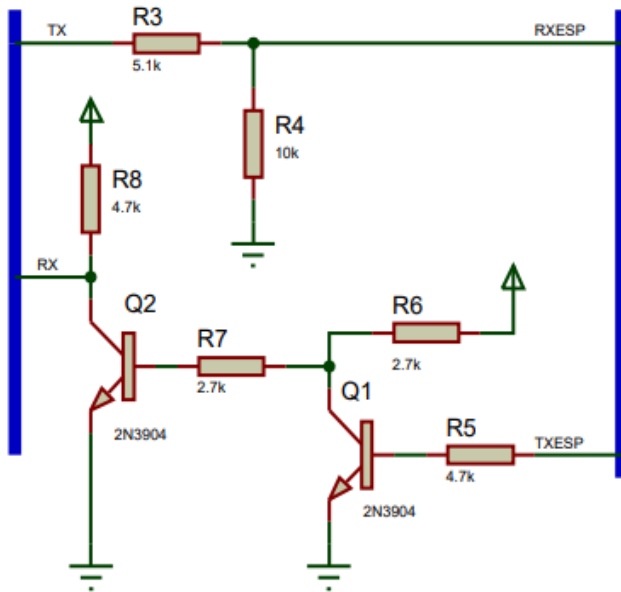 R3
TX
RXESP
5.1k
R4
10k
R8
4.7k
RX
Q2
R7
2.7k
R6
2.7k
Q1
2N3904
R5
TXESP
4.7k
2N3904